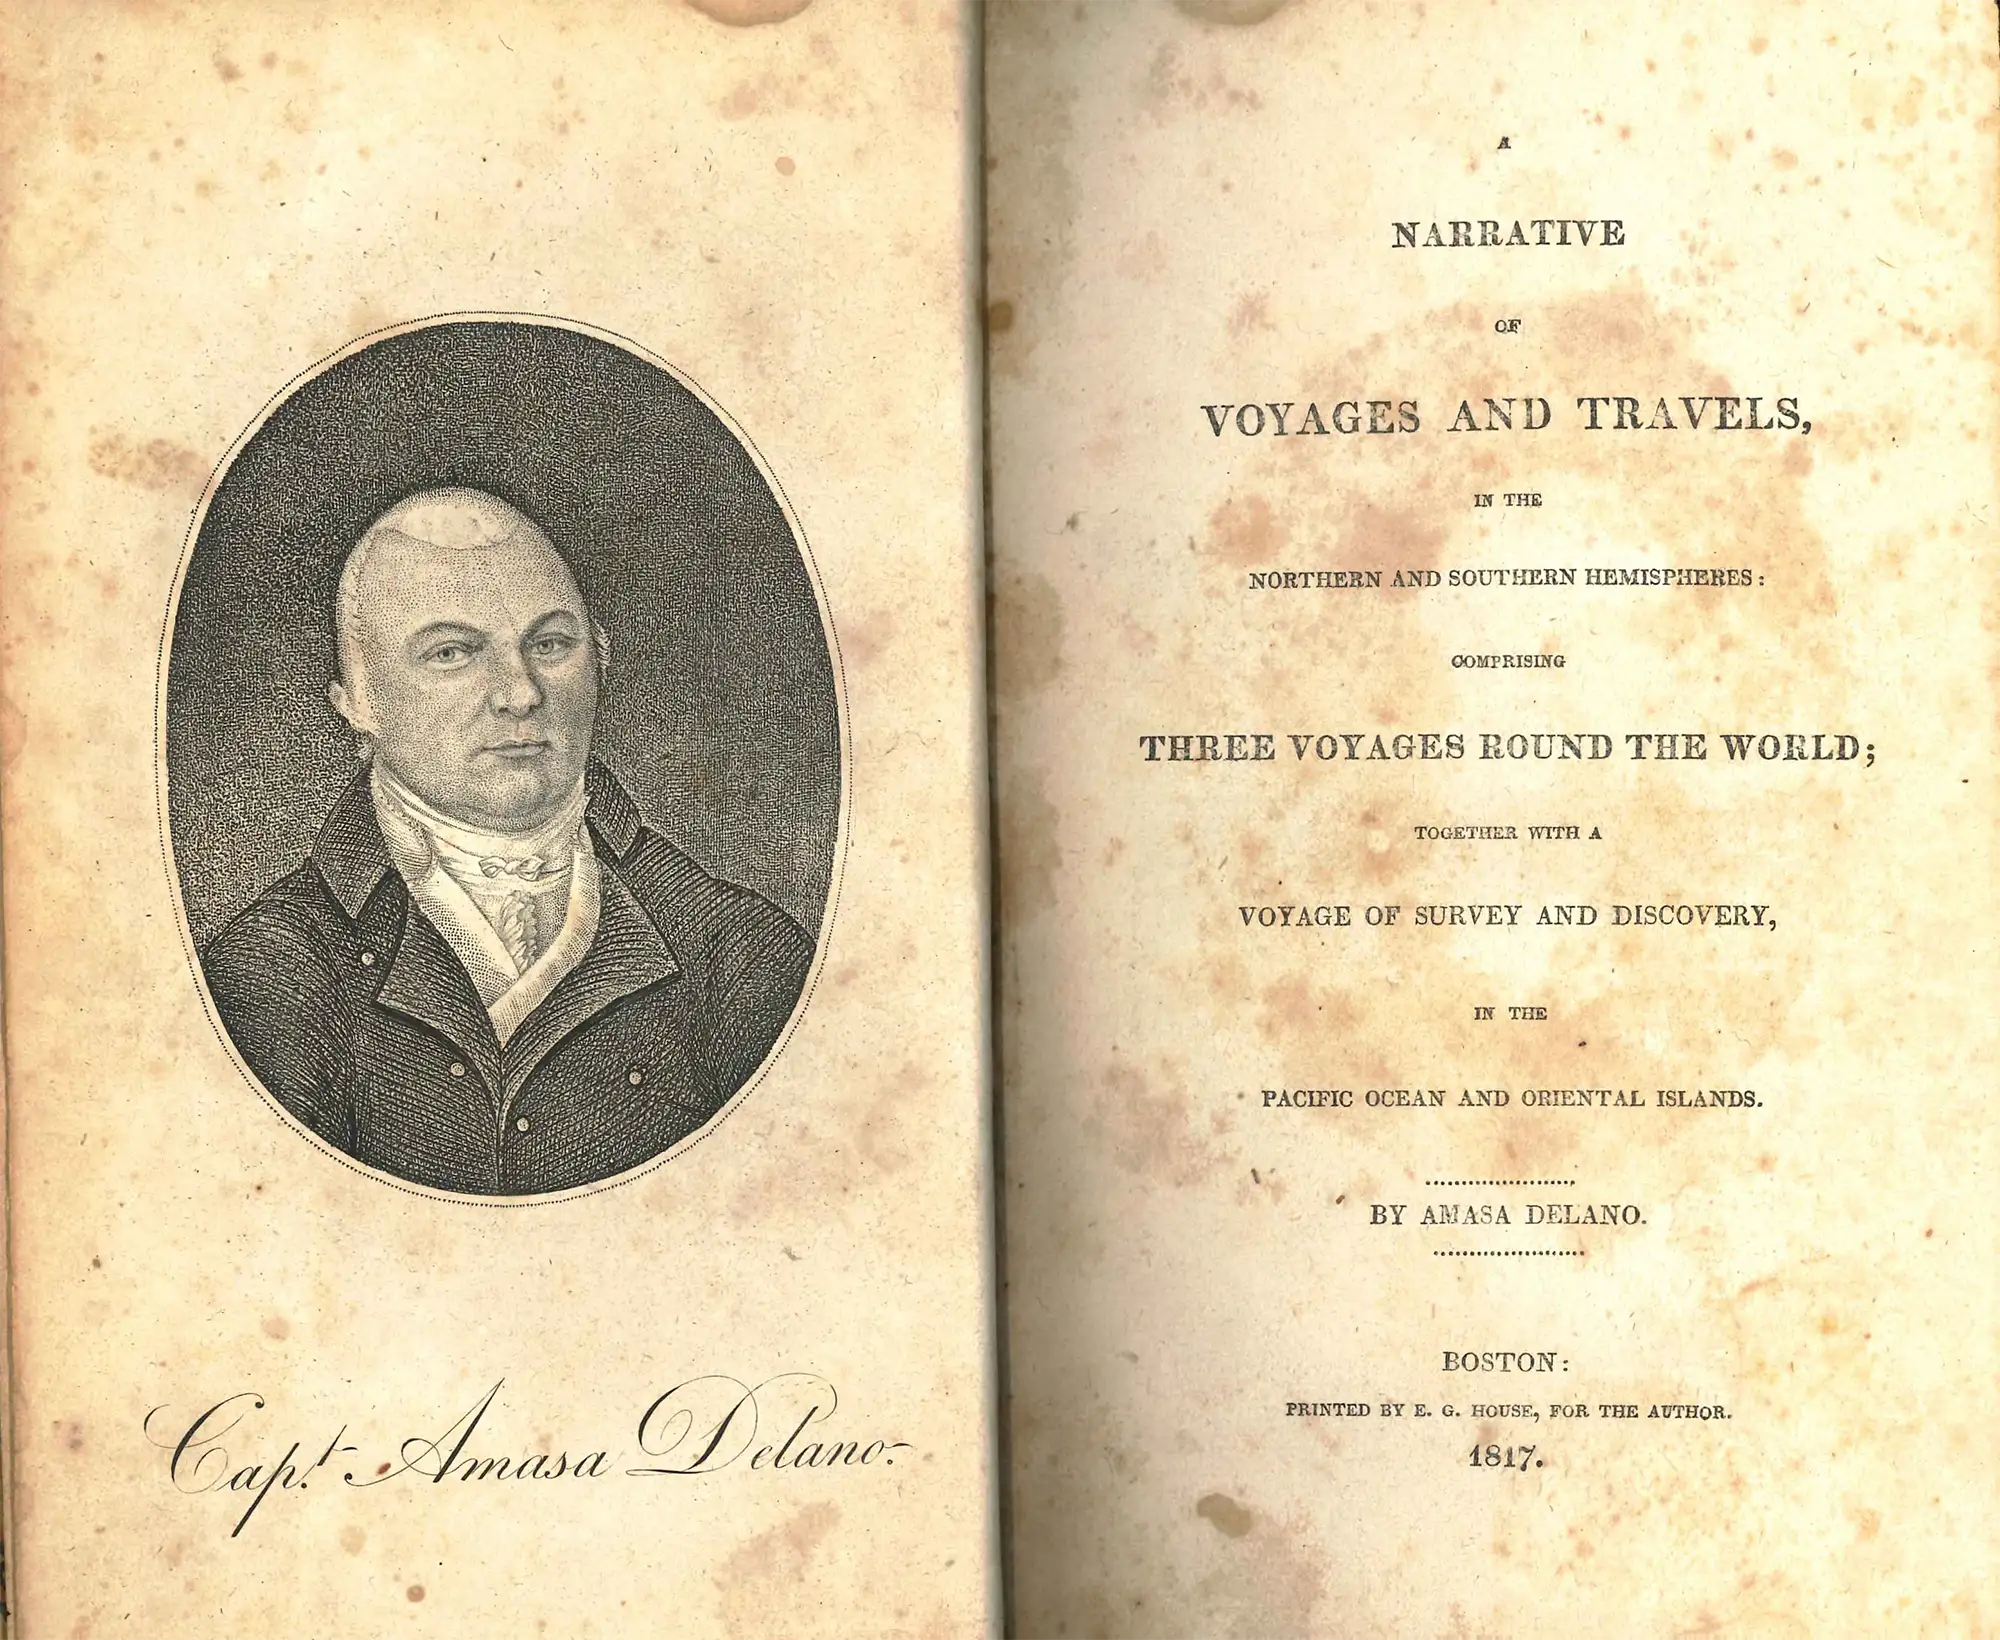 Capt. Amasa Delano.
A
NARRATIVE
OF
VOYAGES AND TRAVELS,
IN THE
NORTHERN AND SOUTHERN HEMISPHERES:
COMPRISING
THREE VOYAGES ROUND THE WORLD;
TOGETHER WITH A
VOYAGE OF SURVEY AND DISCOVERY,
IN THE
PACIFIC OCEAN AND ORIENTAL ISLANDS.
BY AMASA DELANO.
BOSTON:
PRINTED BY E. G. HOUSE, FOR THE AUTHOR.
1817.